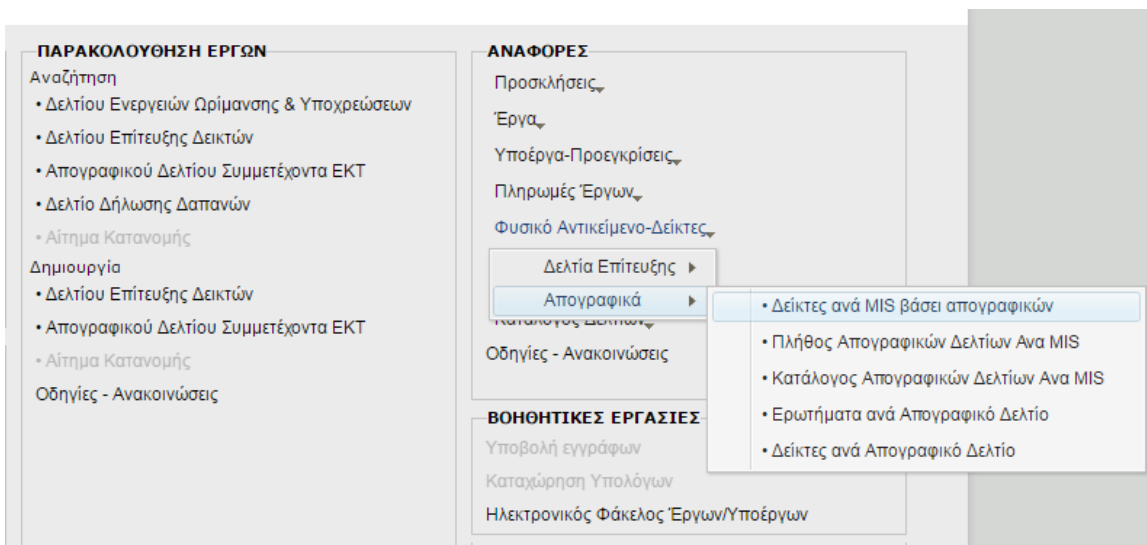 ΠΑΡΑΚΟΛΟΥΘΗΣΗ ΕΡΓΩΝ
Αναζήτηση
• Δελτίου Ενεργειών Ωρίμανσης & Υποχρεώσεων
• Δελτίου Επίτευξης Δεικτών
• Απογραφικού Δελτίου Συμμετέχοντα ΕΚΤ
• Δελτίο Δήλωσης Δαπανών
• Αίτημα Κατανομής
Δημιουργία
• Δελτίου Επίτευξης Δεικτών
• Απογραφικού Δελτίου Συμμετέχοντα ΕΚΤ
• Αίτημα Κατανομής
Οδηγίες - Ανακοινώσεις
ΑΝΑΦΟΡΕΣ
Προσκλήσεις
Έργα
Υποέργα-Προεγκρίσεις
Πληρωμές Έργων
Φυσικό Αντικείμενο-Δείκτες
Δελτία Επίτευξης
Απογραφικά
• Δείκτες ανά MIS βάσει απογραφικών
• Πλήθος Απογραφικών Δελτίων Ανα MIS
• Κατάλογος Απογραφικών Δελτίων Ανα MIS
• Ερωτήματα ανά Απογραφικό Δελτίο
• Δείκτες ανά Απογραφικό Δελτίο
Κατάλογος Δελτίων
Οδηγίες - Ανακοινώσεις
ΒΟΗΘΗΤΙΚΕΣ ΕΡΓΑΣΙΕΣ
Υποβολή εγγράφων
Καταχώρηση Υπολόγων
Ηλεκτρονικός Φάκελος Έργων/Υποέργων